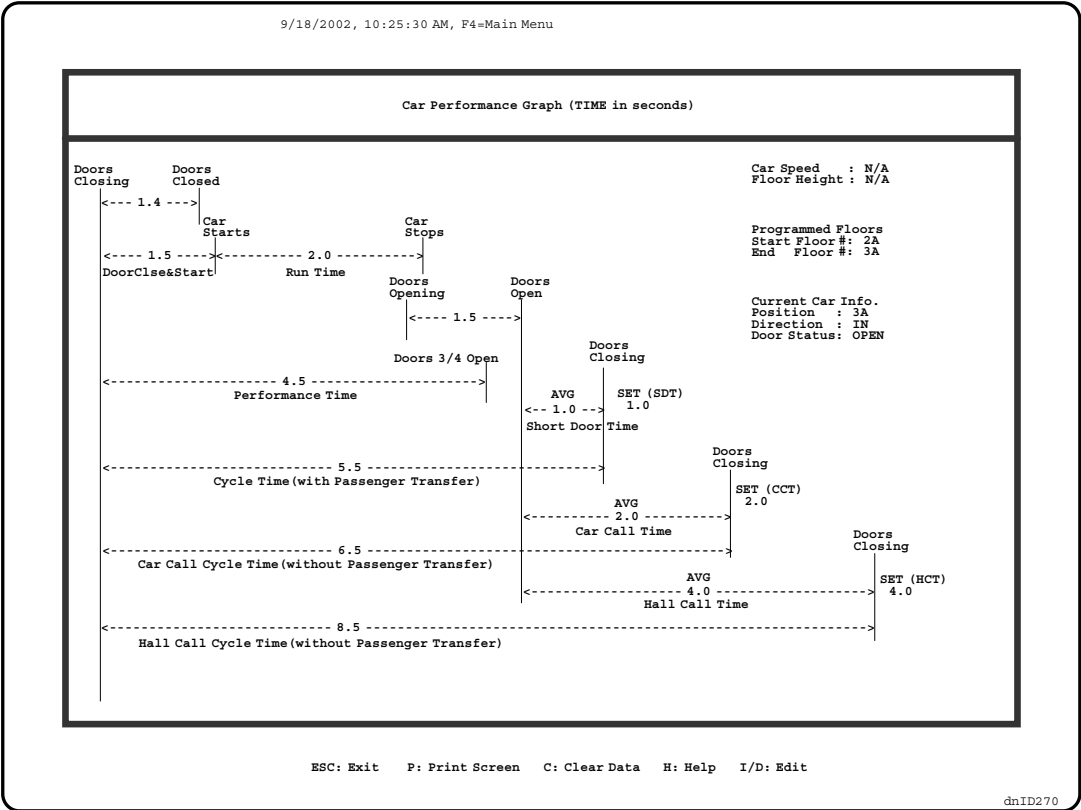 9/18/2002, 10:25:30 AM, F4=Main Menu
Car Performance Graph (TIME in seconds)
Doors Closing
Doors Closed
Car Speed : N/A
Floor Height : N/A
<--- 1.4 --->
Car Starts
Car Stops
Programmed Floors
Start Floor #: 2A
End Floor #: 3A
<---- 1.5 ----><---------- 2.0 ---------->
DoorClse&Start
Run Time
Doors Opening
Doors Open
<---- 1.5 ---->
Current Car Info.
Position : 3A
Direction : IN
Door Status: OPEN
Doors 3/4 Open
Doors Closing
<---------------------- 4.5 ---------------------->
Performance Time
AVG
SET (SDT)
<-- 1.0 -->
1.0
Short Door Time
<----------------------------- 5.5 ----------------------------->
Cycle Time (with Passenger Transfer)
Doors Closing
SET (CCT)
2.0
AVG
<---------- 2.0 ---------->
Car Call Time
<----------------------------- 6.5 ---------------------------------------------->
Car Call Cycle Time (without Passenger Transfer)
Doors Closing
AVG
SET (HCT)
<-------------------- 4.0 -------------------->
4.0
Hall Call Time
<----------------------------- 8.5 ----------------------------------------------------------------->
Hall Call Cycle Time (without Passenger Transfer)
ESC: Exit P: Print Screen C: Clear Data H: Help I/D: Edit
dnID270